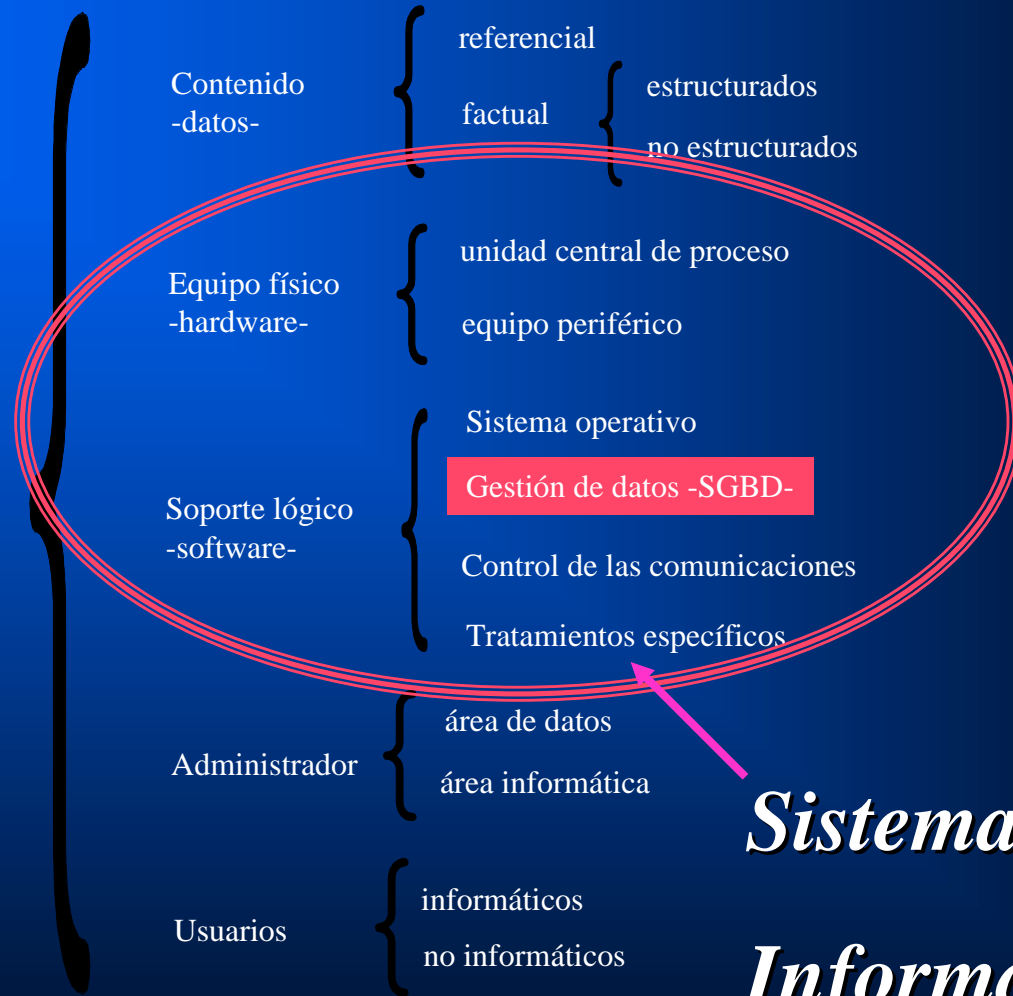 referencial
Contenido
-datos-
factual
estructurados
no estructurados
unidad central de proceso
Equipo físico
-hardware-
equipo periférico
Sistema operativo
Gestión de datos -SGBD-
Soporte lógico
-software-
Control de las comunicaciones
Tratamientos específicos
área de datos
Administrador
área informática
Sistema
informáticos
Usuarios
no informáticos